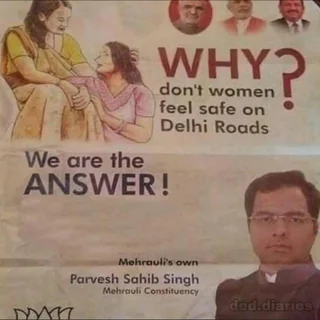 WHY?
don't women
feel safe on
Delhi Roads
We are the
ANSWER!
Mehrauli's own
Parvesh Sahib Singh
Mehrauli Constituency
ded.diaries